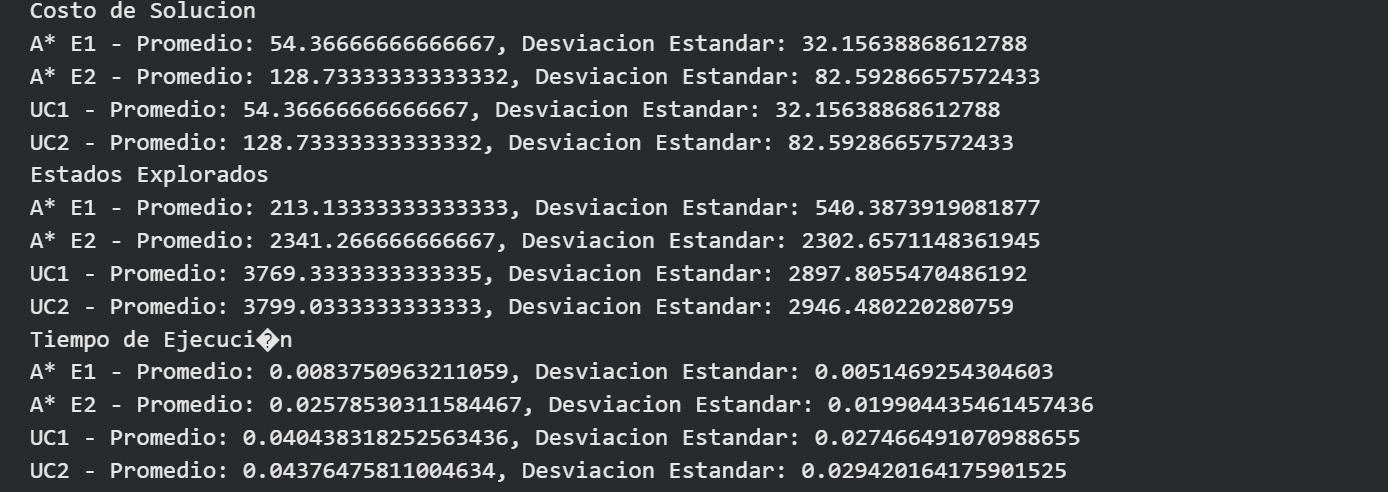 Costo de Solucion
A* E1 - Promedio: 54.36666666666667, Desviacion Estandar: 32.15638868612788
A* E2 - Promedio: 128.73333333333332, Desviacion Estandar: 82.59286657572433
UC1 - Promedio: 54.36666666666667, Desviacion Estandar: 32.15638868612788
UC2 - Promedio: 128.73333333333332, Desviacion Estandar: 82.59286657572433
Estados Explorados
A* E1 - Promedio: 213.13333333333333, Desviacion Estandar: 540.3873919081877
A* E2 - Promedio: 2341.266666666667, Desviacion Estandar: 2302.6571148361945
UC1 - Promedio: 3769.3333333333335, Desviacion Estandar: 2897.8055470486192
UC2 - Promedio: 3799.0333333333333, Desviacion Estandar: 2946.480220280759
Tiempo de Ejecuci�n
A* E1 - Promedio: 0.0083750963211059, Desviacion Estandar: 0.0051469254304603
A* E2 - Promedio: 0.02578530311584467, Desviacion Estandar: 0.019904435461457436
UC1 - Promedio: 0.040438318252563436, Desviacion Estandar: 0.027466491070988655
UC2 - Promedio: 0.04376475811004634, Desviacion Estandar: 0.029420164175901525